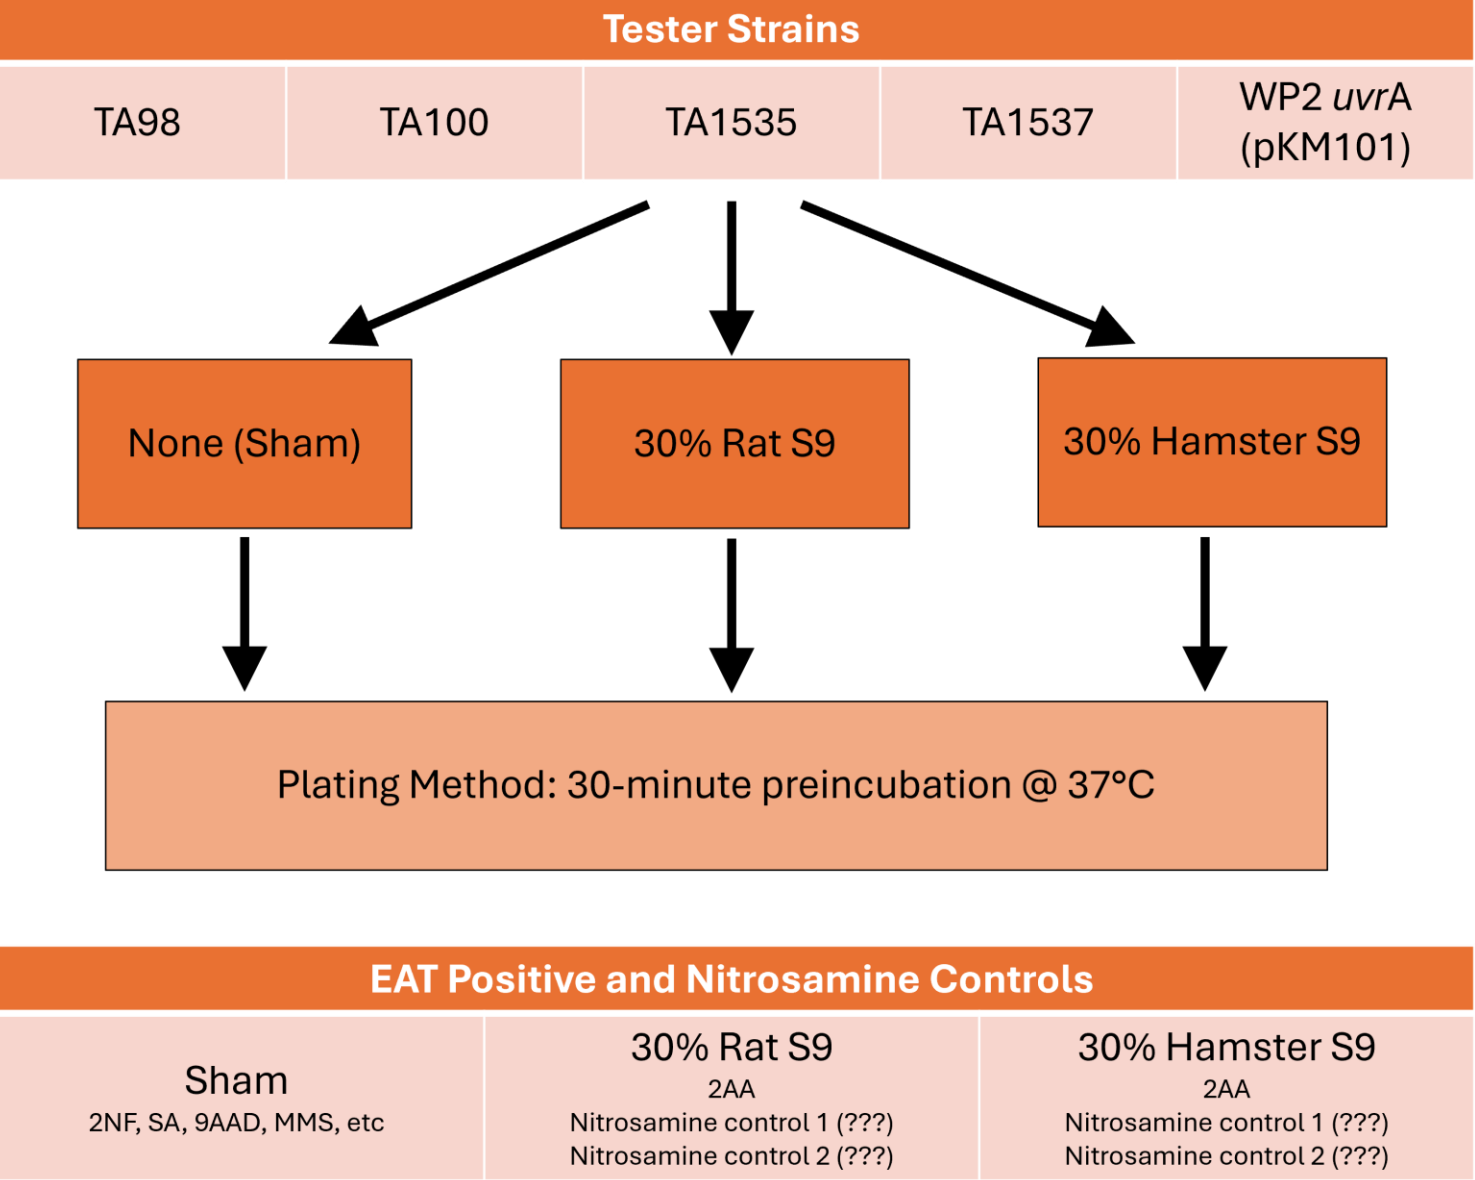 Tester Strains
TA98
TA100
TA1535
TA1537
WP2 uvrA
(pKM101)
None (Sham)
30% Rat S9
30% Hamster S9
Plating Method: 30-minute preincubation @ 37°C
EAT Positive and Nitrosamine Controls
Sham
2NF, SA, 9AAD, MMS, etc
30% Rat S9
2AA
Nitrosamine control 1 (???)
Nitrosamine control 2 (???)
30% Hamster S9
2AA
Nitrosamine control 1 (???)
Nitrosamine control 2 (???)